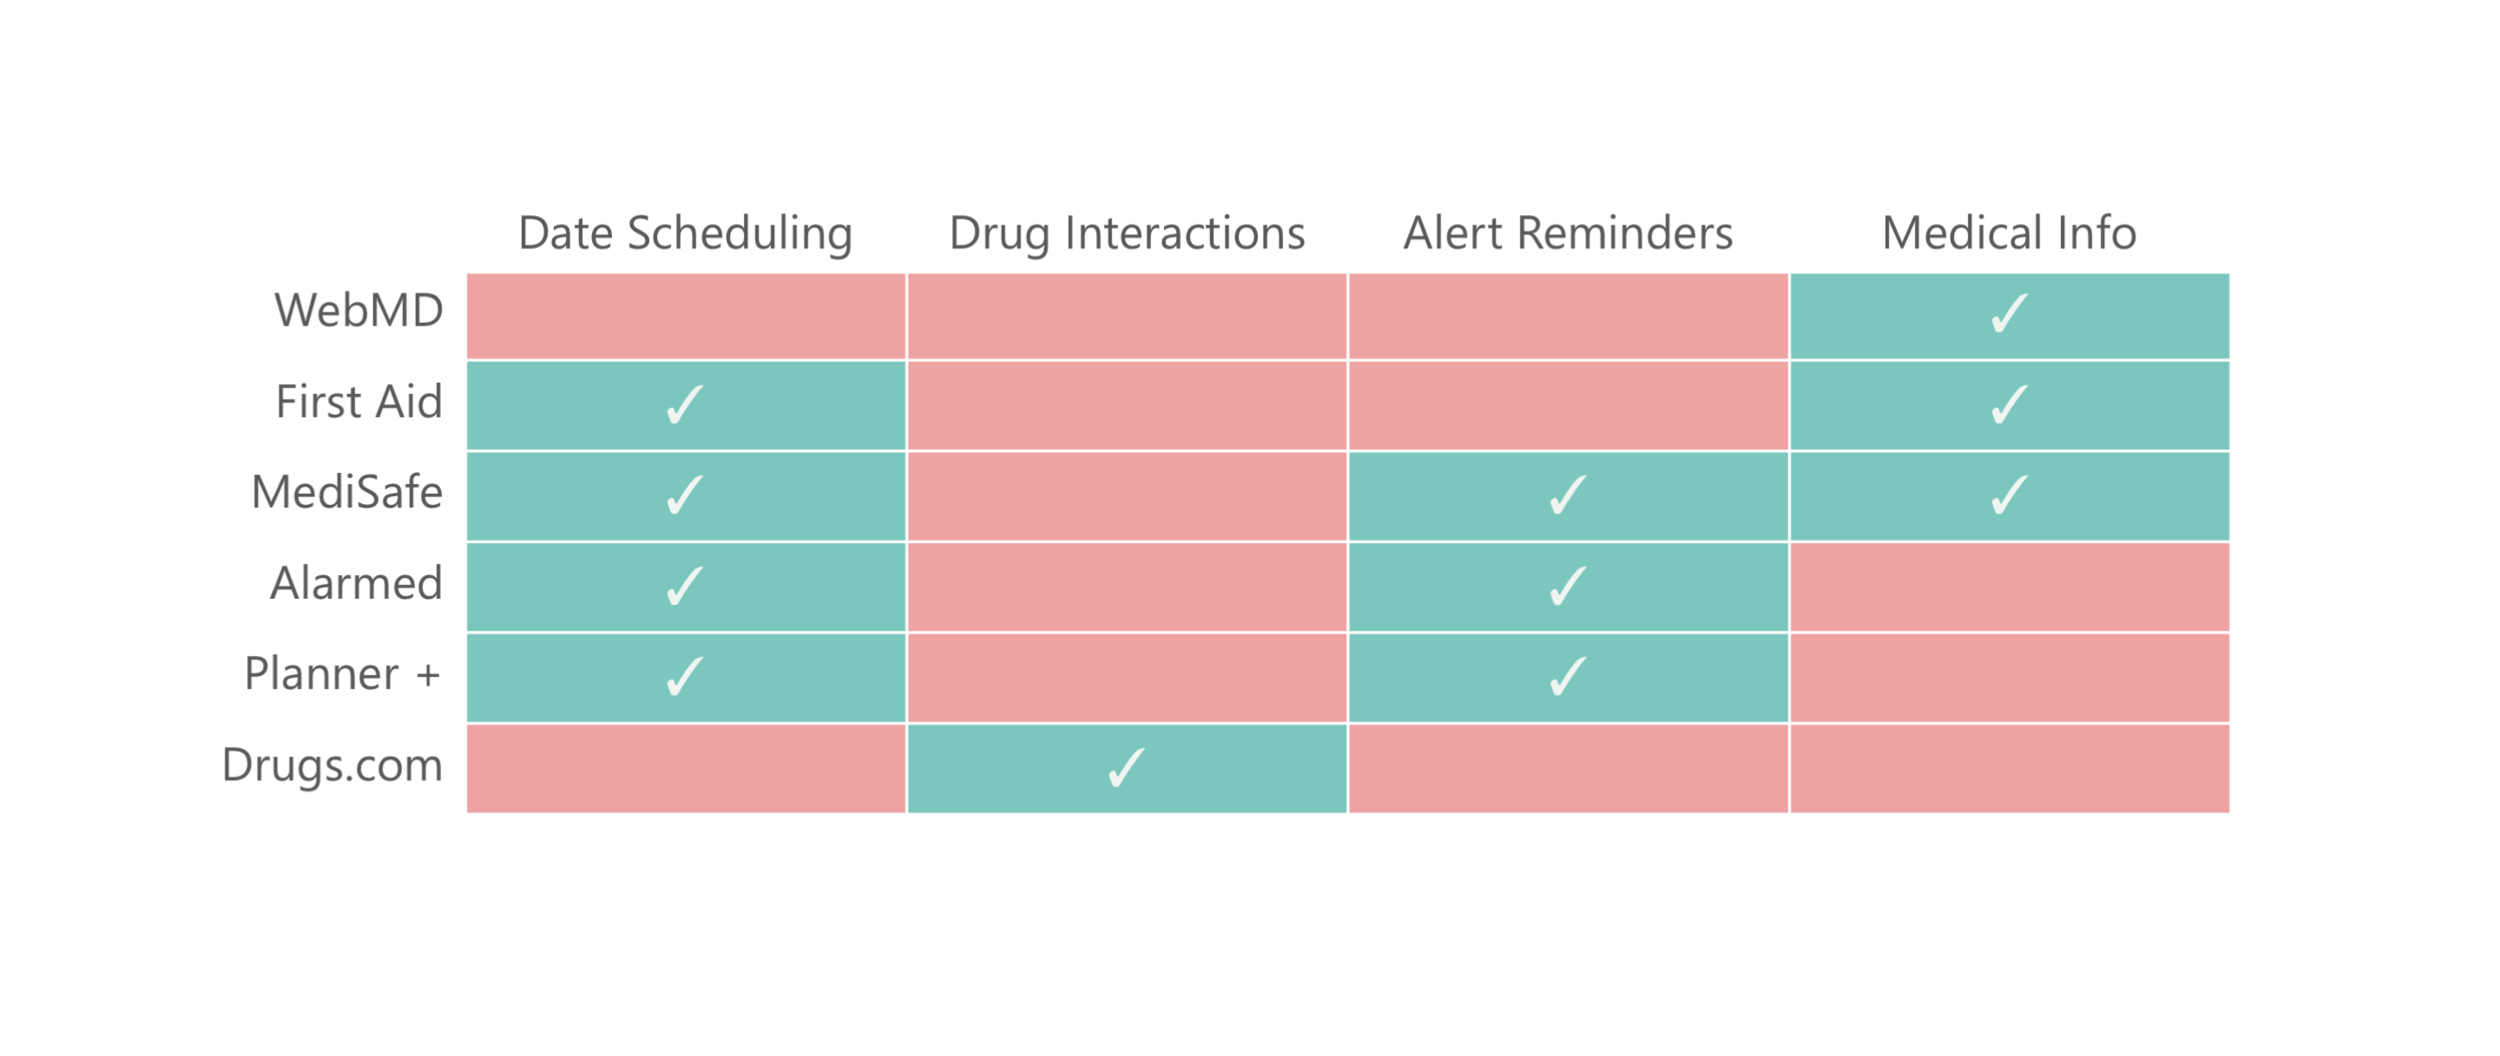 Date Scheduling Drug Interactions Alert Reminders Medical Info
WebMD ✓
First Aid ✓ ✓
MediSafe ✓ ✓ ✓
Alarmed ✓ ✓
Planner + ✓ ✓
Drugs.com ✓